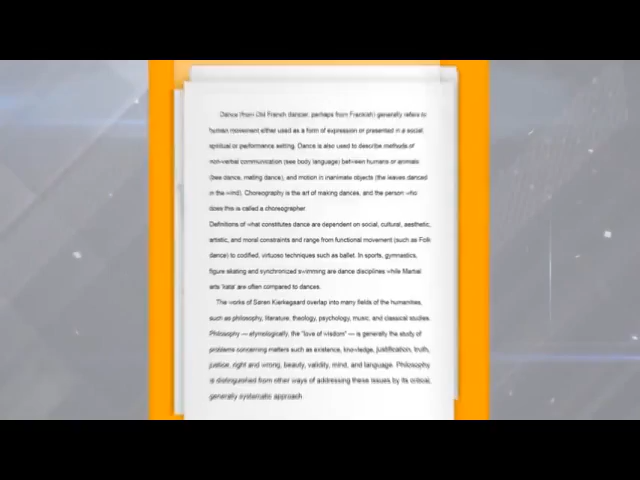 Dance (from Old French dancier, perhaps from Frankish) generally refers to
human movement either used as a form of expression or presented in a social,
spiritual or performance setting. Dance is also used to describe methods of
non-verbal communication (see body language) between humans or animals
(bee dance, mating dance), and motion in inanimate objects (the leaves danced
in the wind). Choreography is the art of making dances, and the person who
does this is called a choreographer.
Definitions of what constitutes dance are dependent on social, cultural, aesthetic,
artistic, and moral constraints and range from functional movement (such as Folk
dance) to codified, virtuoso techniques such as ballet. In sports, gymnastics,
figure skating and synchronized swimming are dance disciplines while Martial
arts 'kata' are often compared to dances.
The works of Søren Kierkegaard overlap into many fields of the humanities,
such as philosophy, literature, theology, psychology, music, and classical studies.
Philosophy — etymologically, the "love of wisdom" — is generally the study of
problems concerning matters such as existence, knowledge, justification, truth,
justice, right and wrong, beauty, validity, mind, and language. Philosophy
is distinguished from other ways of addressing these issues by its critical,
generally systematic approach